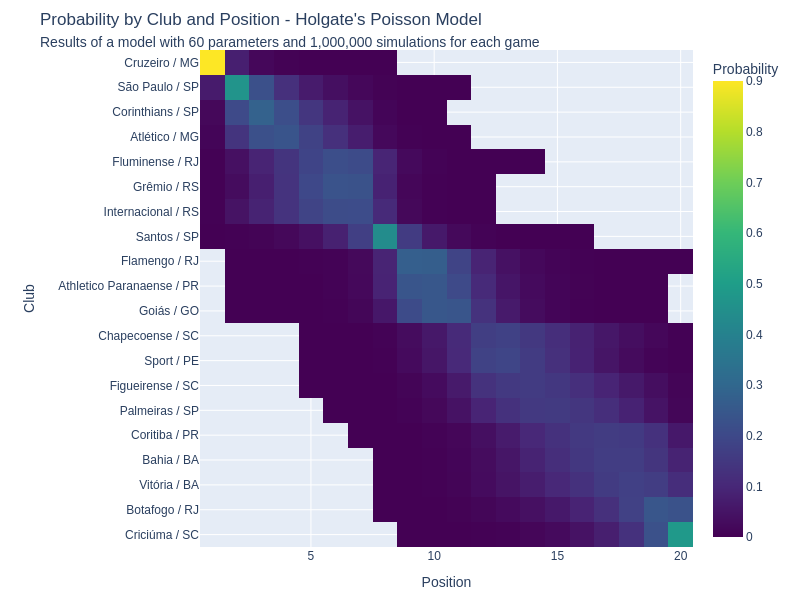 Probability by Club and Position - Holgate's Poisson Model
Results of a model with 60 parameters and 1,000,000 simulations for each game
Probability
Cruzeiro / MG
São Paulo / SP
Corinthians / SP
Atlético / MG
Fluminense / RJ
Grêmio / RS
Internacional / RS
Santos / SP
Flamengo / RJ
Athletico Paranaense / PR
Goiás / GO
Chapecoense / SC
Sport / PE
Figueirense / SC
Palmeiras / SP
Coritiba / PR
Bahia / BA
Vitória / BA
Botafogo / RJ
Criciúma / SC
Club
5
10
15
20
Position
0.9
0.8
0.7
0.6
0.5
0.4
0.3
0.2
0.1
0